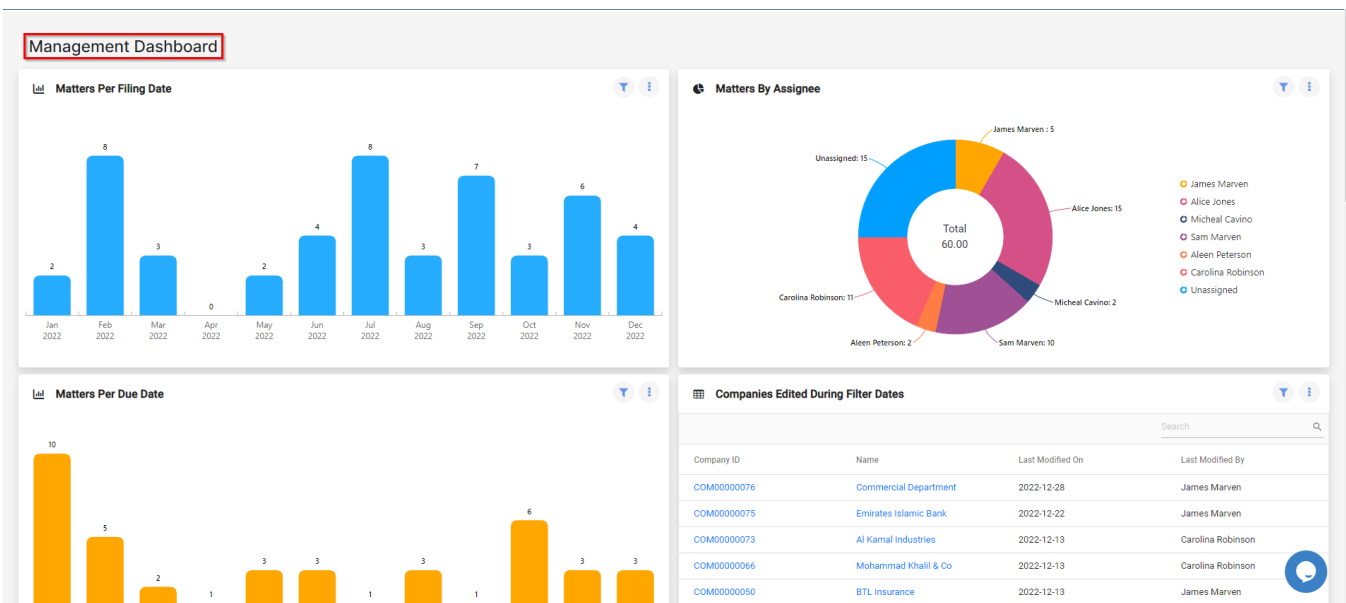 Management Dashboard
Matters Per Filing Date
2
8
3
0
2
4
8
3
7
3
6
4
Jan Feb Mar Apr May Jun Jul Aug Sep Oct Nov Dec
2022 2022 2022 2022 2022 2022 2022 2022 2022 2022 2022 2022
Matters By Assignee
James Marven : 5
Unassigned: 15
Alice Jones: 15
Total
60.00
Carolina Robinson: 11
Micheal Cavino: 2
Aleen Peterson: 2
Sam Marven: 10
James Marven
Alice Jones
Micheal Cavino
Sam Marven
Aleen Peterson
Carolina Robinson
Unassigned
Matters Per Due Date
10
5
2
1
3
3
1
3
1
6
3
3
Companies Edited During Filter Dates
Search
Company ID Name Last Modified On Last Modified By
COM00000076 Commercial Department 2022-12-28 James Marven
COM00000075 Emirates Islamic Bank 2022-12-22 James Marven
COM00000073 Al Kamal Industries 2022-12-13 Carolina Robinson
COM00000066 Mohammad Khalil & Co 2022-12-13 Carolina Robinson
COM00000050 BTL Insurance 2022-12-13 James Marven